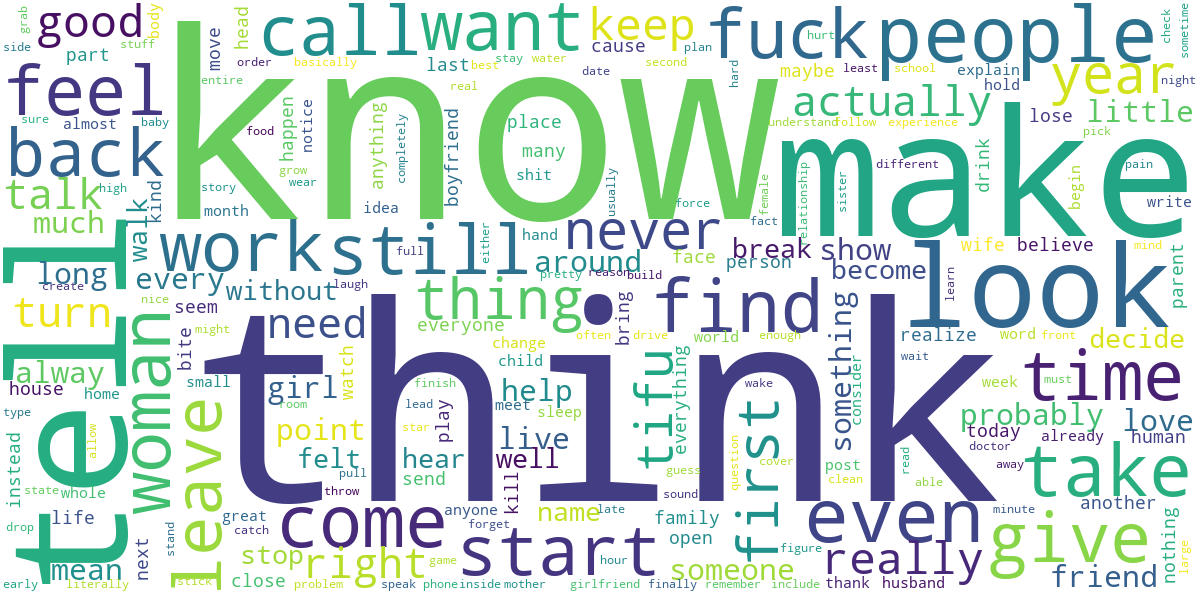 know
think
make
tell
look
people
fuck
want
call
keep
good
feel
back
talk
much
year
actually
little
work
still
never
thing
find
time
take
give
even
really
start
come
right
leave
woman
turn
long
alway
every
without
around
need
girl
help
live
well
hear
felt
point
stop
mean
someone
name
tifu
first
something
probably
love
friend
become
show
break
person
believe
decide
wife
face
everyone
boyfriend
place
many
shit
anything
happen
notice
head
move
part
last
cause
maybe
explain
hold
lose
drink
begin
write
parent
realize
word
front
week
today
already
human
another
nothing
husband
thank
family
open
anyone
send
play
meet
child
change
world
bring
everything
watch
small
seem
bite
house
home
life
whole
instead
next
close
great
kill
sleep
post
consider
doctor
away
minute
must
wait
read
able
clean
cover
question
guess
sound
wake
enough
drive
often
finish
lead
star
room
pull
throw
late
forget
hour
figure
include
remember
finally
girlfriend
mother
inside
phone
speak
game
problem
stick
catch
stand
literally
early
drop
state
type
allow
might
nice
create
walk
kind
month
story
idea
wear
grow
completely
food
entire
order
basically
body
stuff
grab
side
sure
almost
baby
high
real
best
stay
water
date
plan
second
hurt
hard
least
school
night
check
sometime
pick
understand
follow
experience
different
pain
sister
relationship
female
fact
force
usually
hand
either
full
laugh
pretty
reason
build
learn
mind
large